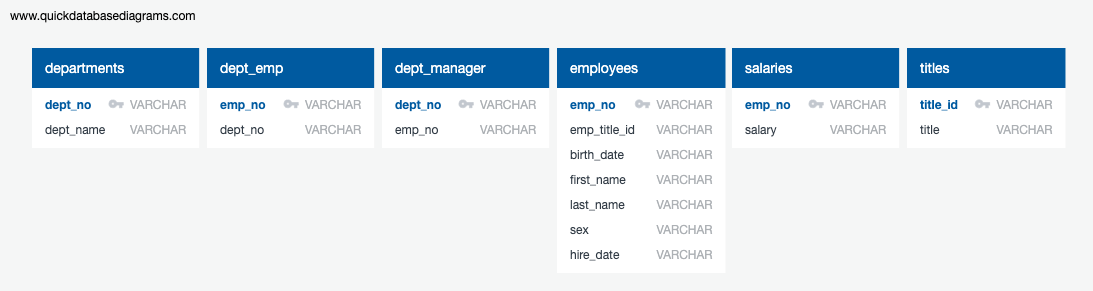 www.quickdatabasediagrams.com
departments
dept_no VARCHAR
dept_name VARCHAR
dept_emp
emp_no VARCHAR
dept_no VARCHAR
dept_manager
dept_no VARCHAR
emp_no VARCHAR
employees
emp_no VARCHAR
emp_title_id VARCHAR
birth_date VARCHAR
first_name VARCHAR
last_name VARCHAR
sex VARCHAR
hire_date VARCHAR
salaries
emp_no VARCHAR
salary VARCHAR
titles
title_id VARCHAR
title VARCHAR